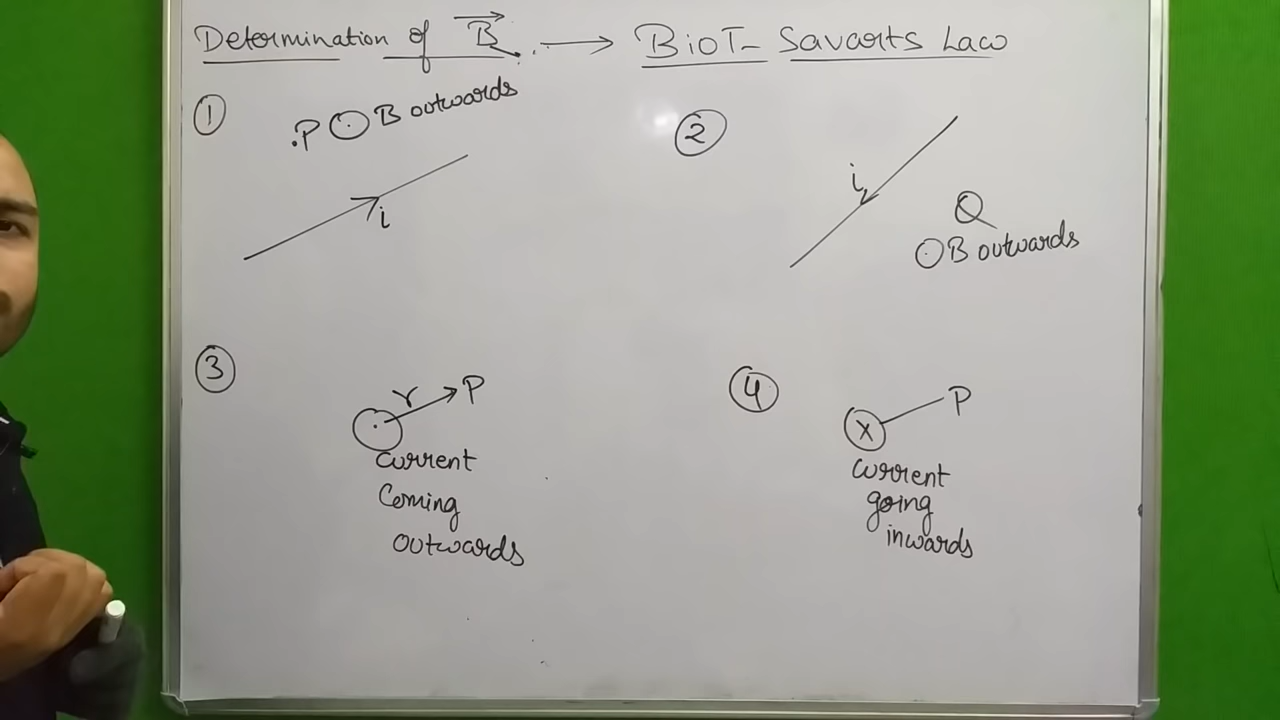 Determination of B → BioT- Savarts Law
①
.P ⊙ B outwards
i
②
i
Q
⊙B outwards
③
r P
current
Coming
outwards
④
X P
current
going
inwards